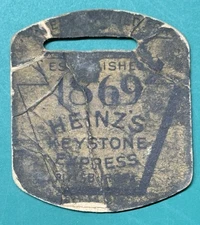 ESTABLISHED
1869
HEINZ'S
KEYSTONE
EXPRESS